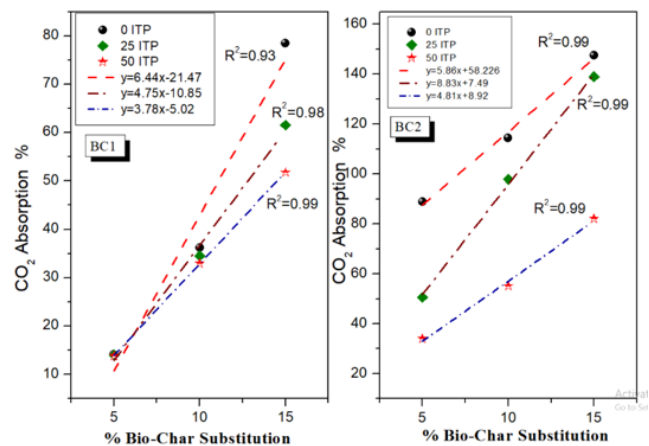 0 ITP
25 ITP
50 ITP
y=6.44x-21.47
y=4.75x-10.85
y=3.78x-5.02
BC1
R²=0.93
R²=0.98
R²=0.99
80
70
60
50
40
30
20
10
5
10
15
CO₂ Absorption %
% Bio-Char Substitution
0 ITP
25 ITP
50 ITP
y=5.86x+58.226
y=8.83x+7.49
y=4.81x+8.92
BC2
R²=0.99
R²=0.99
R²=0.99
160
140
120
100
80
60
40
20
5
10
15
CO₂ Absorption %
% Bio-Char Substitution
Activat
Go to Set